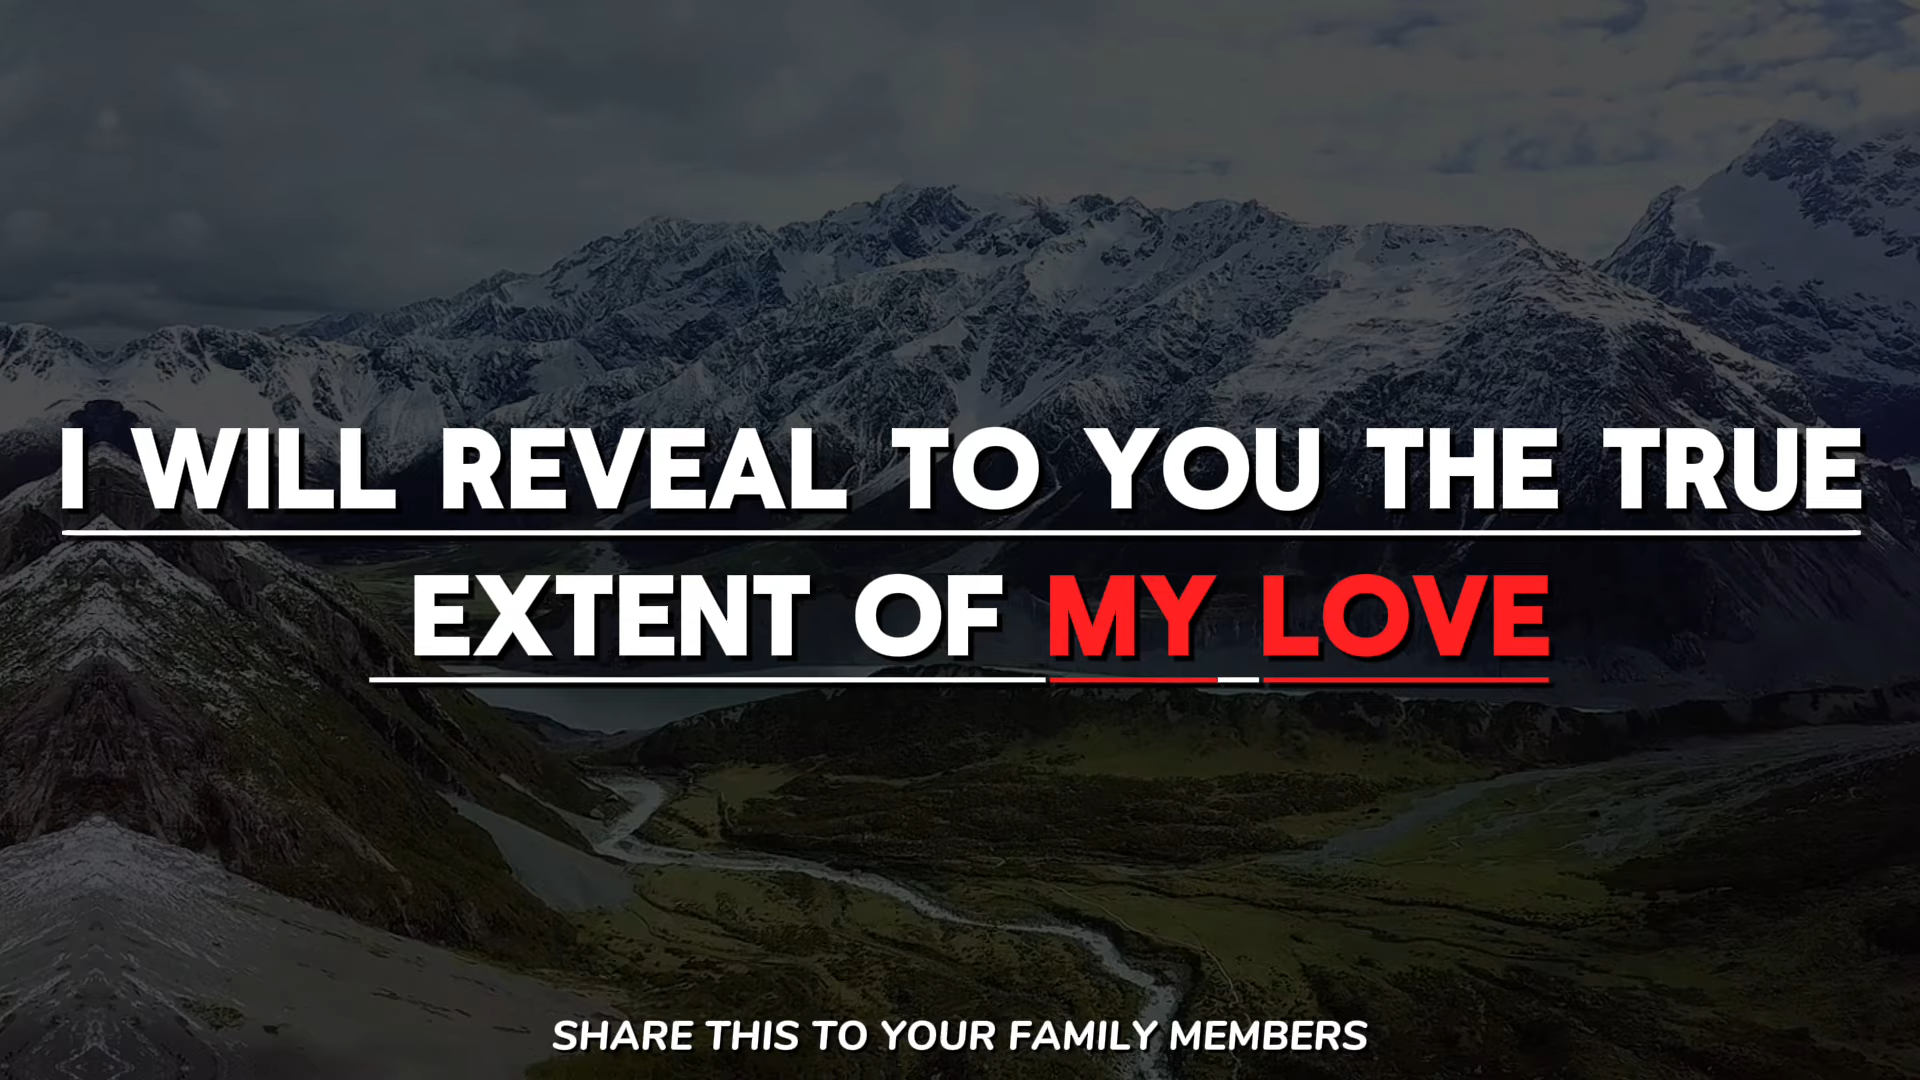 I WILL REVEAL TO YOU THE TRUE
EXTENT OF MY LOVE
SHARE THIS TO YOUR FAMILY MEMBERS